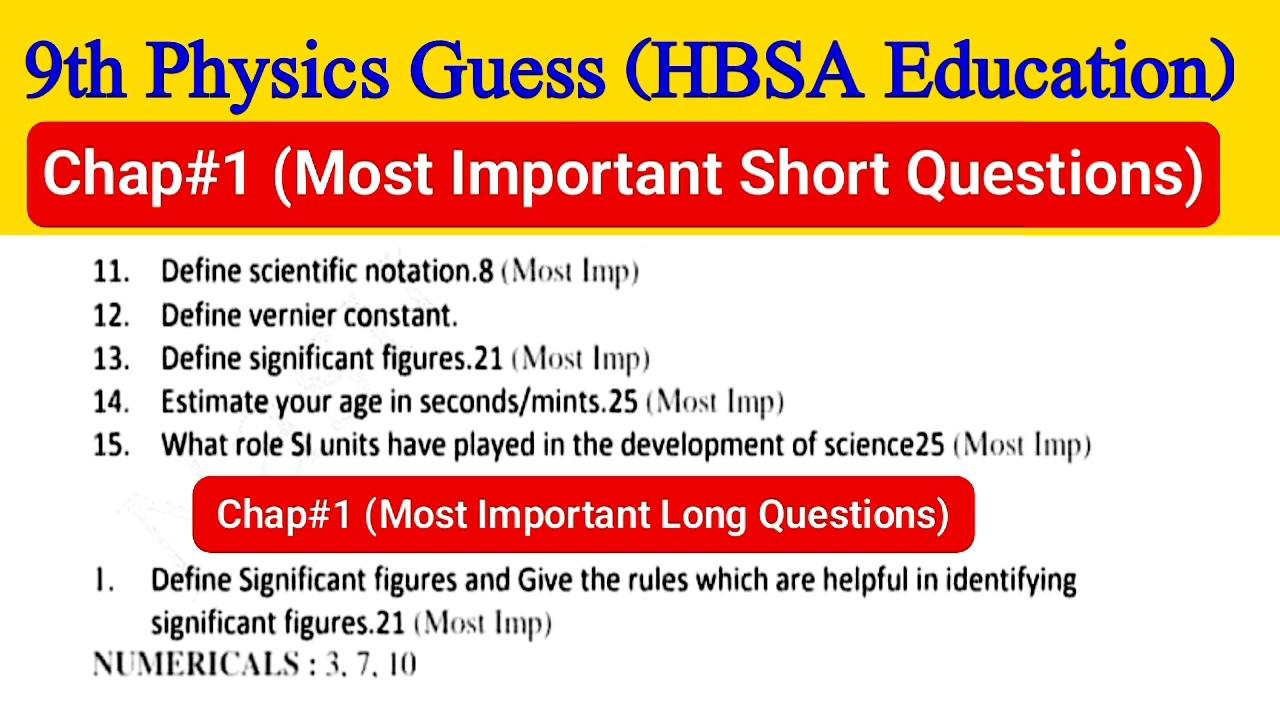 9th Physics Guess (HBSA Education)
Chap#1 (Most Important Short Questions)
11. Define scientific notation.8 (Most Imp)
12. Define vernier constant.
13. Define significant figures.21 (Most Imp)
14. Estimate your age in seconds/mints.25 (Most Imp)
15. What role SI units have played in the development of science25 (Most Imp)
Chap#1 (Most Important Long Questions)
1. Define Significant figures and Give the rules which are helpful in identifying
significant figures.21 (Most Imp)
NUMERICALS : 3, 7, 10